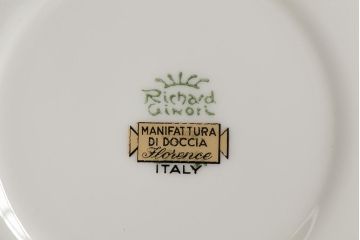 Richard
Ginori
MANIFATTURA
DI DOCCIA
Florence
ITALY